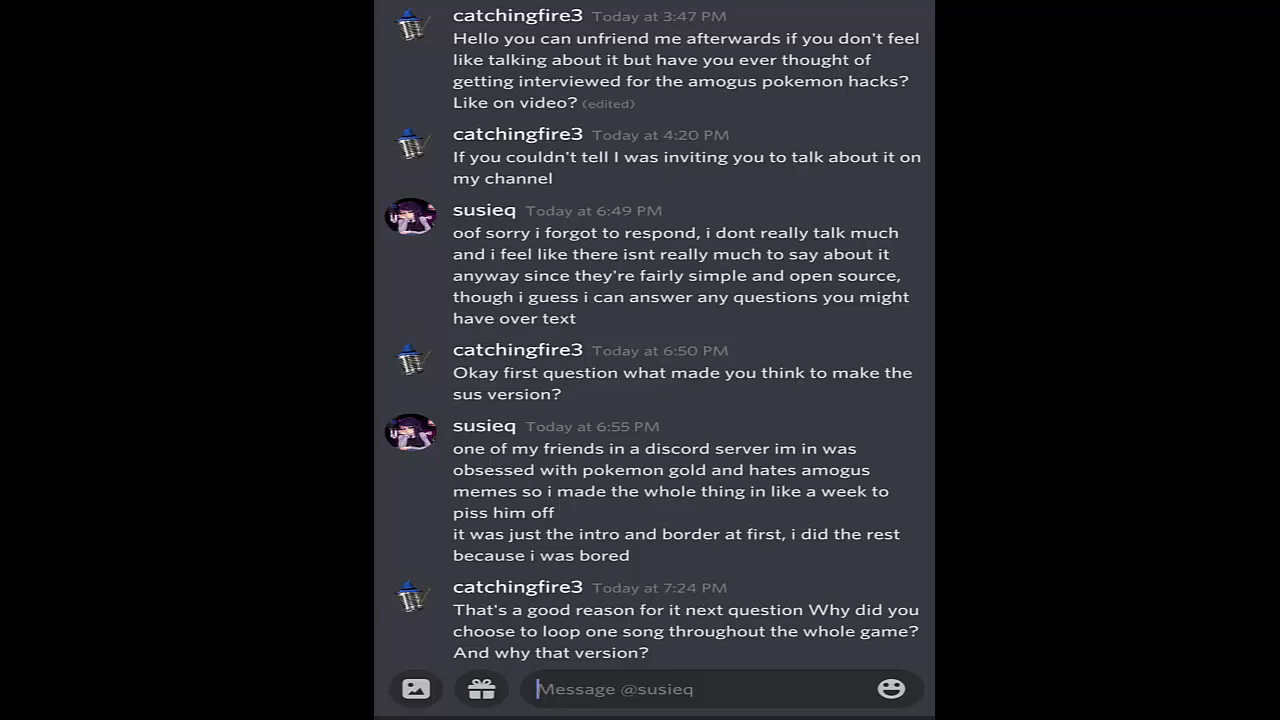 catchingfire3 Today at 3:47 PM
Hello you can unfriend me afterwards if you don't feel
like talking about it but have you ever thought of
getting interviewed for the amogus pokemon hacks?
Like on video? (edited)
catchingfire3 Today at 4:20 PM
If you couldn't tell I was inviting you to talk about it on
my channel
susieq Today at 6:49 PM
oof sorry i forgot to respond, i dont really talk much
and i feel like there isnt really much to say about it
anyway since they're fairly simple and open source,
though i guess i can answer any questions you might
have over text
catchingfire3 Today at 6:50 PM
Okay first question what made you think to make the
sus version?
susieq Today at 6:55 PM
one of my friends in a discord server im in was
obsessed with pokemon gold and hates amogus
memes so i made the whole thing in like a week to
piss him off
it was just the intro and border at first, i did the rest
because i was bored
catchingfire3 Today at 7:24 PM
That's a good reason for it next question Why did you
choose to loop one song throughout the whole game?
And why that version?
Message @susieq